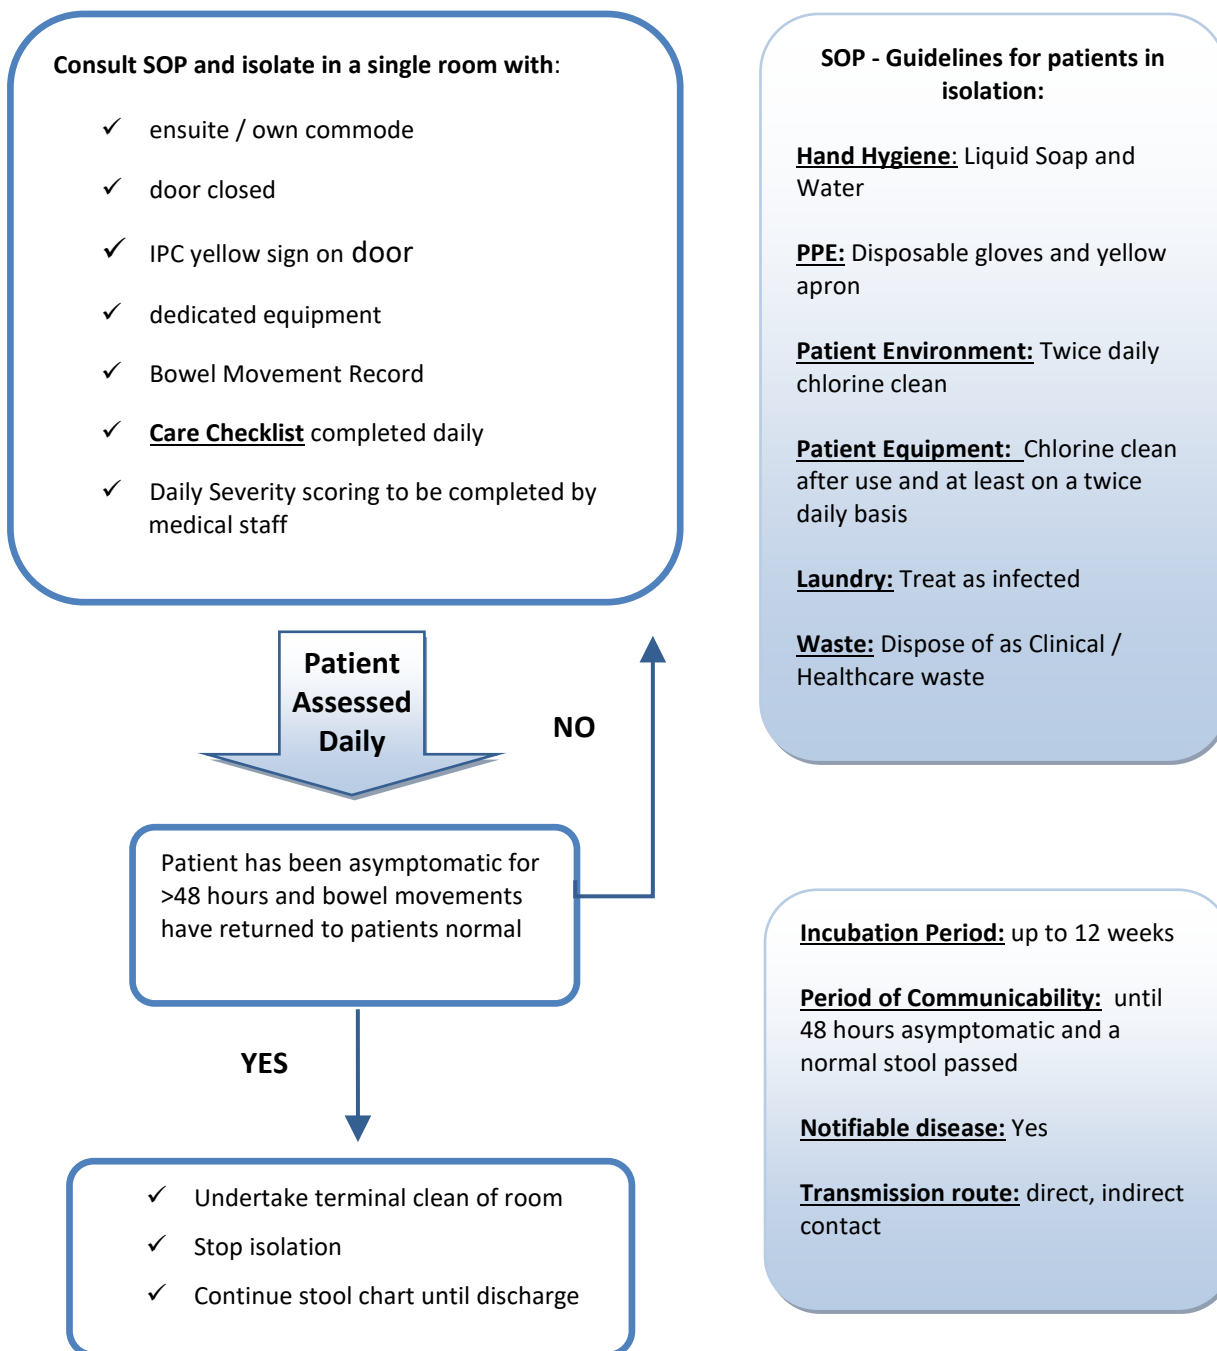 Consult SOP and isolate in a single room with:
✓ ensuite / own commode
✓ door closed
✓ IPC yellow sign on door
✓ dedicated equipment
✓ Bowel Movement Record
✓ Care Checklist completed daily
✓ Daily Severity scoring to be completed by
medical staff
Patient
Assessed
Daily
NO
Patient has been asymptomatic for
>48 hours and bowel movements
have returned to patients normal
YES
✓ Undertake terminal clean of room
✓ Stop isolation
✓ Continue stool chart until discharge
SOP - Guidelines for patients in
isolation:
Hand Hygiene: Liquid Soap and
Water
PPE: Disposable gloves and yellow
apron
Patient Environment: Twice daily
chlorine clean
Patient Equipment: Chlorine clean
after use and at least on a twice
daily basis
Laundry: Treat as infected
Waste: Dispose of as Clinical /
Healthcare waste
Incubation Period: up to 12 weeks
Period of Communicability: until
48 hours asymptomatic and a
normal stool passed
Notifiable disease: Yes
Transmission route: direct, indirect
contact